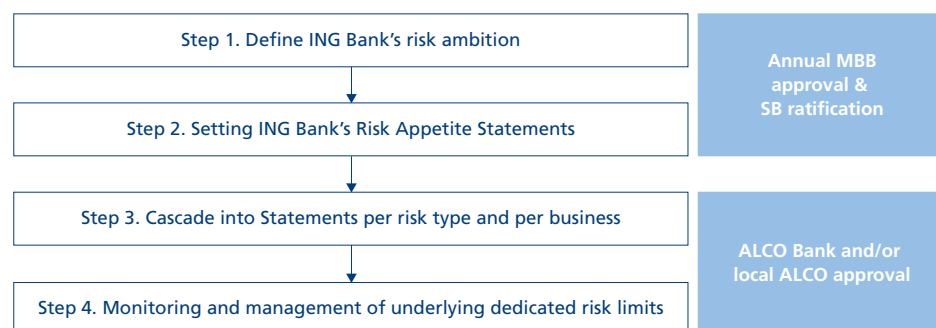 Step 1. Define ING Bank's risk ambition
Annual MBB
approval &
SB ratification
Step 2. Setting ING Bank's Risk Appetite Statements
Step 3. Cascade into Statements per risk type and per business
ALCO Bank and/or
local ALCO approval
Step 4. Monitoring and management of underlying dedicated risk limits